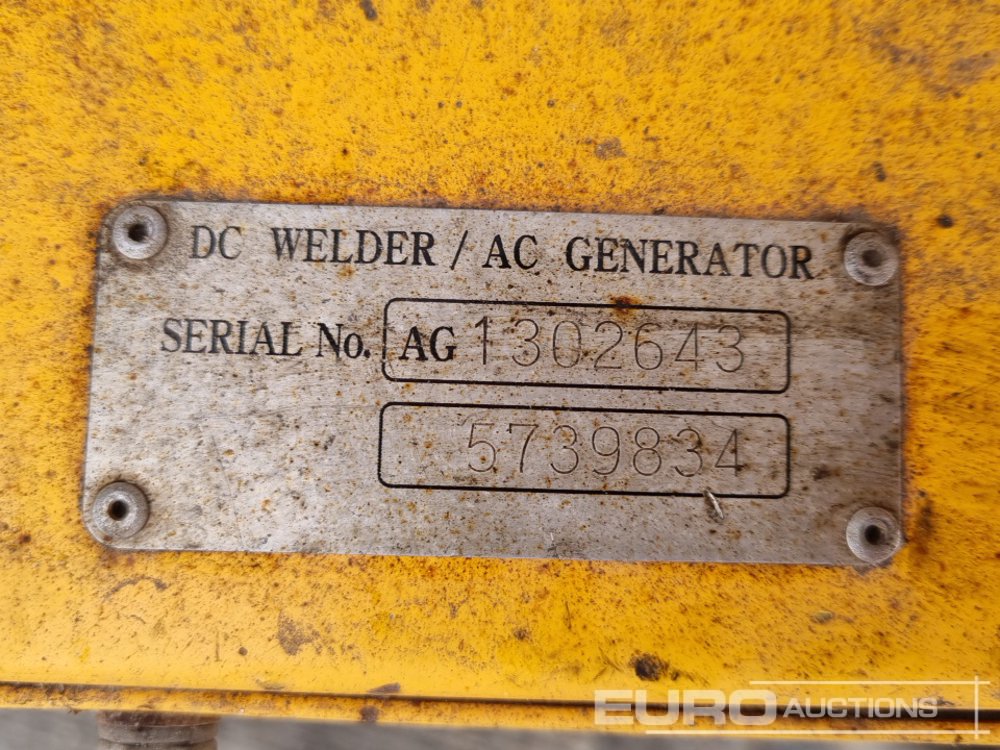 DC WELDER / AC GENERATOR
SERIAL No. AG 1302643
5739834
EURO AUCTIONS